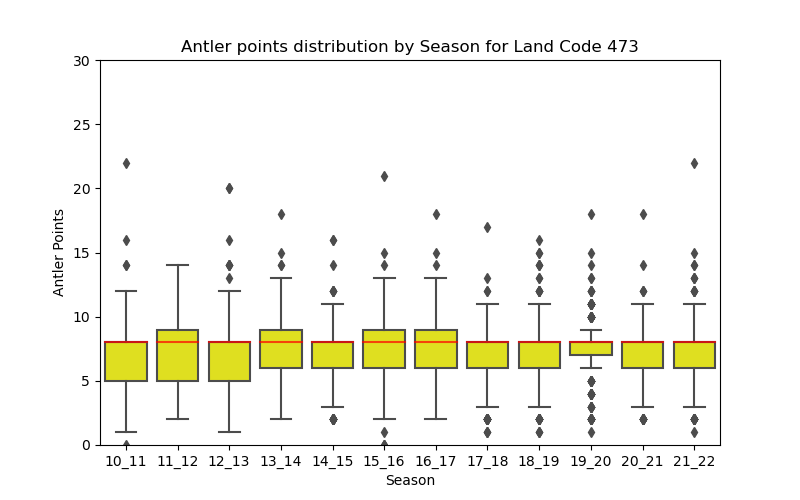 Antler points distribution by Season for Land Code 473
30
25
20
15
10
5
0
Antler Points
10_11 11_12 12_13 13_14 14_15 15_16 16_17 17_18 18_19 19_20 20_21 21_22
Season